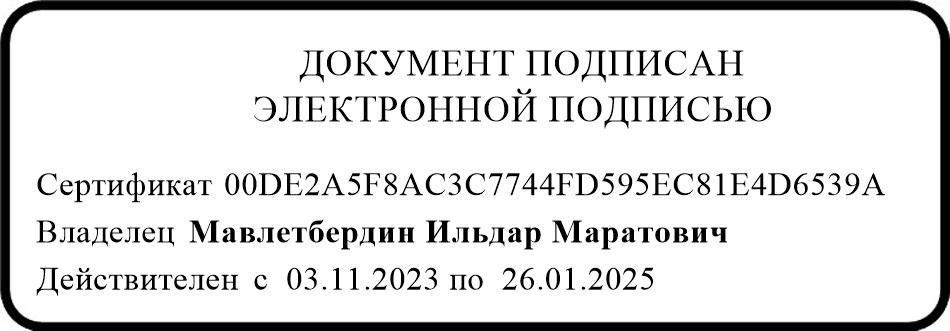 ДОКУМЕНТ ПОДПИСАН
ЭЛЕКТРОННОЙ ПОДПИСЬЮ
Сертификат 00DE2A5F8AC3C7744FD595EC81E4D6539A
Владелец Мавлетбердин Ильдар Маратович
Действителен с 03.11.2023 по 26.01.2025